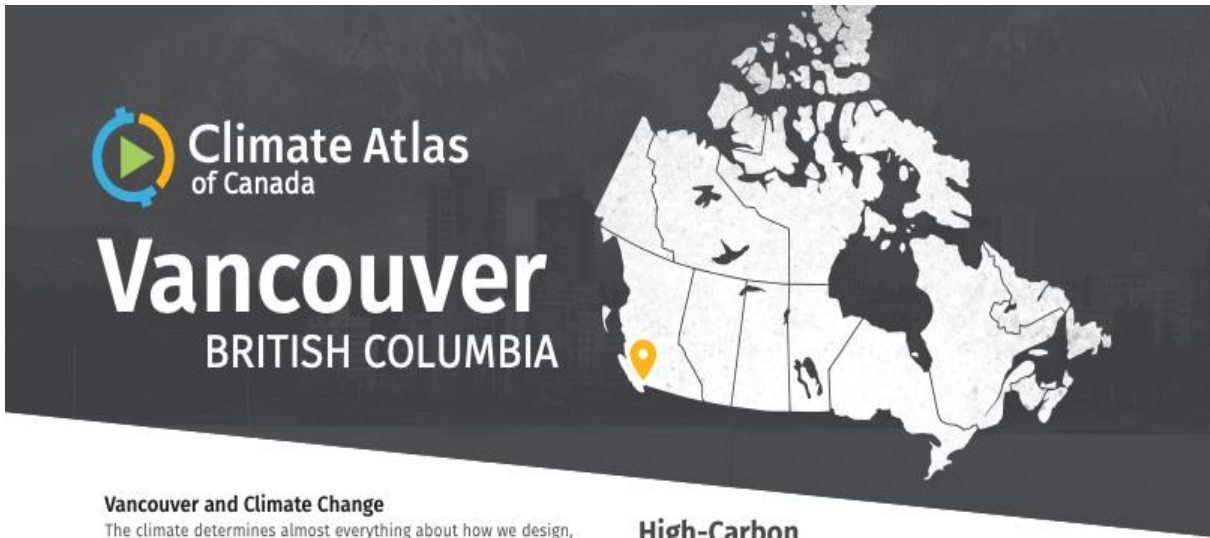 Climate Atlas
of Canada
Vancouver
BRITISH COLUMBIA
Vancouver and Climate Change
The climate determines almost everything about how we design,
High-Carbon